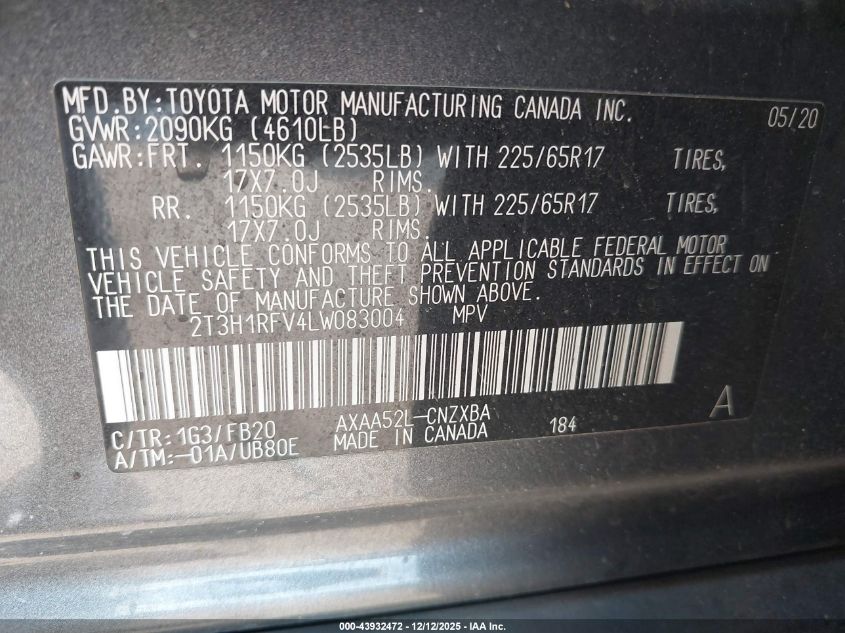 MFD.BY:TOYOTA MOTOR MANUFACTURING CANADA INC. 05/20
GVWR:2090KG (4610LB)
GAWR:FRT. 1150KG (2535LB) WITH 225/65R17 TIRES,
17X7.0J RIMS.
RR. 1150KG (2535LB) WITH 225/65R17 TIRES,
17X7.0J RIMS.
THIS VEHICLE CONFORMS TO ALL APPLICABLE FEDERAL MOTOR
VEHICLE SAFETY AND THEFT PREVENTION STANDARDS IN EFFECT ON
THE DATE OF MANUFACTURE SHOWN ABOVE.
2T3H1RFV4LW083004 MPV
C/TR:1G3/FB20 AXAA52L-CNZXBA 184 A
A/TM:-01A/UB80E MADE IN CANADA
000-43932472 - 12/12/2025 - IAA Inc.